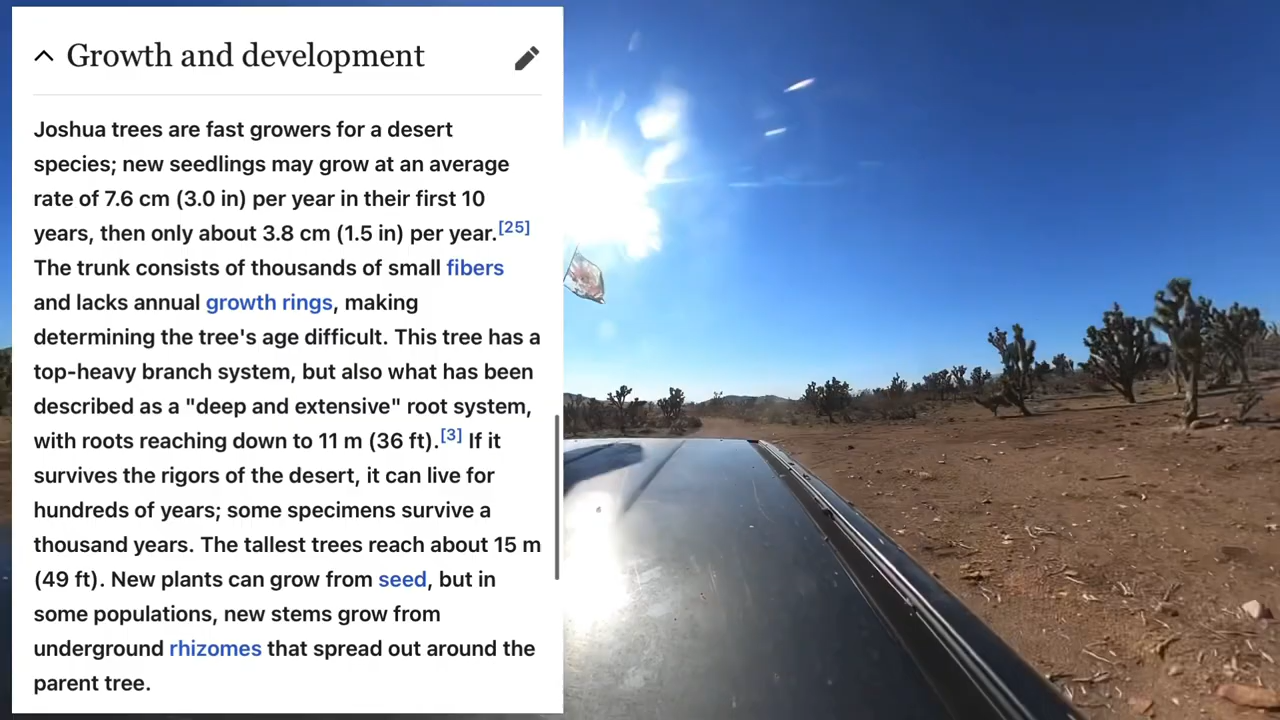 Growth and development
Joshua trees are fast growers for a desert
species; new seedlings may grow at an average
rate of 7.6 cm (3.0 in) per year in their first 10
years, then only about 3.8 cm (1.5 in) per year.[25]
The trunk consists of thousands of small fibers
and lacks annual growth rings, making
determining the tree's age difficult. This tree has a
top-heavy branch system, but also what has been
described as a "deep and extensive" root system,
with roots reaching down to 11 m (36 ft).[3] If it
survives the rigors of the desert, it can live for
hundreds of years; some specimens survive a
thousand years. The tallest trees reach about 15 m
(49 ft). New plants can grow from seed, but in
some populations, new stems grow from
underground rhizomes that spread out around the
parent tree.